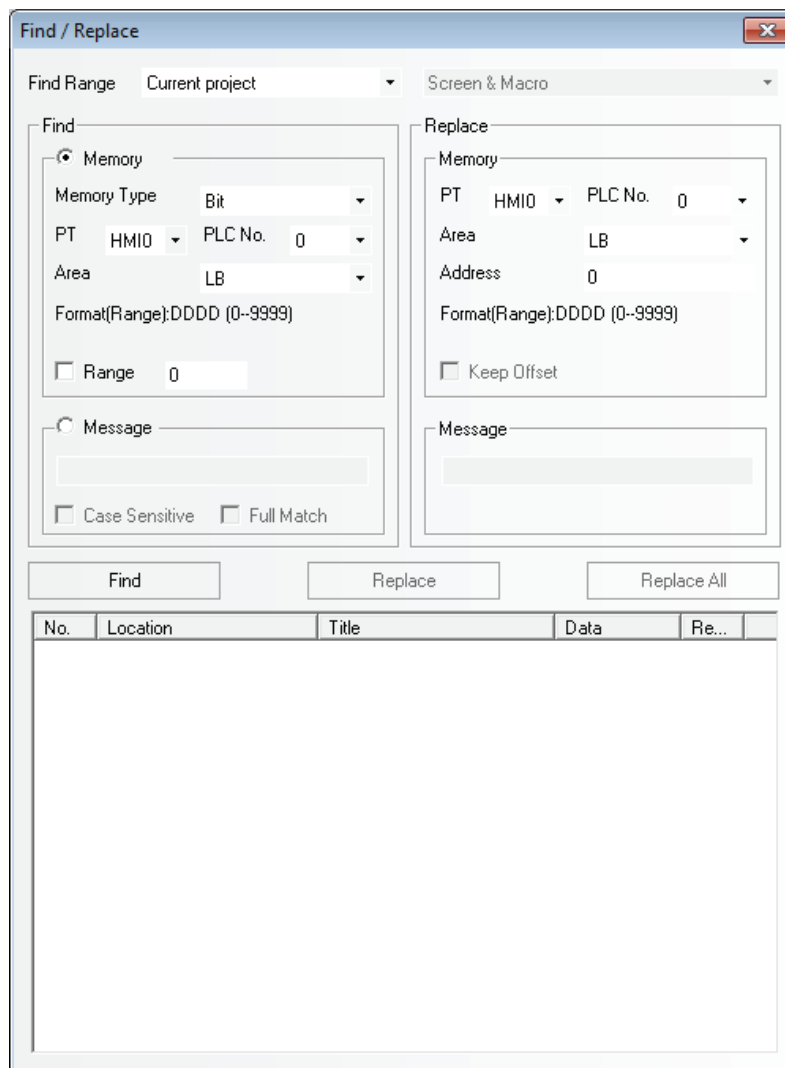 Find / Replace
Find Range Current project Screen & Macro
Find
Memory
Memory Type Bit
PT HMI0 PLC No. 0
Area LB
Format(Range):DDDD (0--9999)
Range 0
Message
Case Sensitive Full Match
Replace
Memory
PT HMI0 PLC No. 0
Area LB
Address 0
Format(Range):DDDD (0--9999)
Keep Offset
Message
Find Replace Replace All
No. Location Title Data Re...